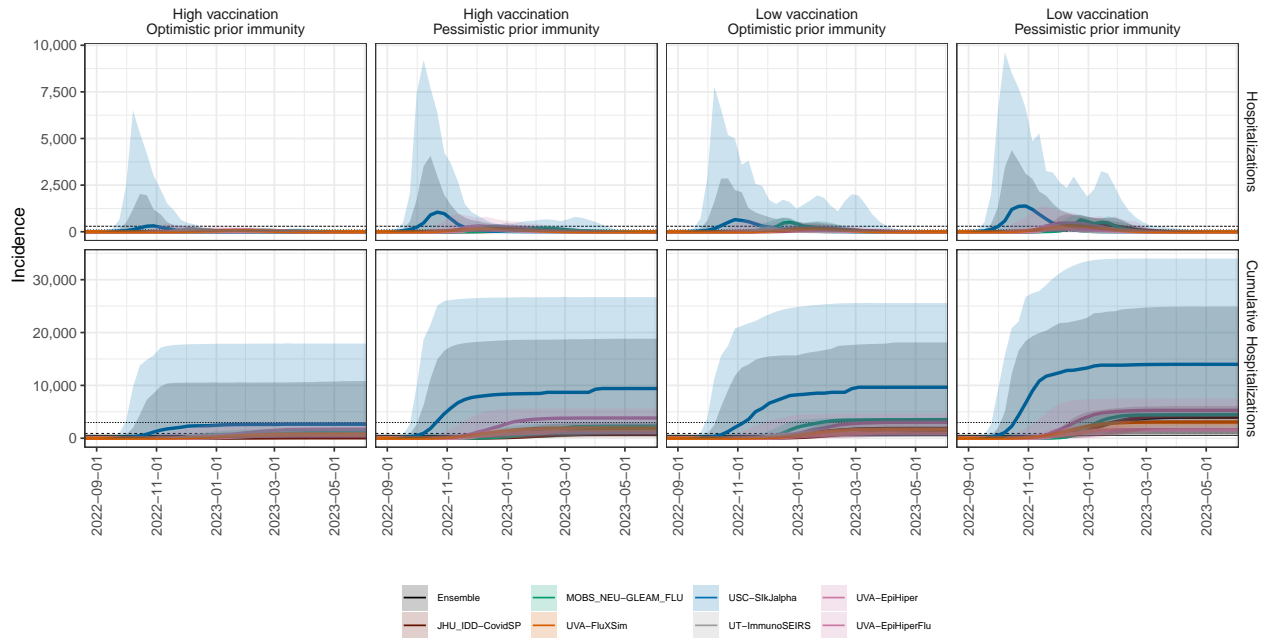 High vaccination
Optimistic prior immunity
High vaccination
Pessimistic prior immunity
Low vaccination
Optimistic prior immunity
Low vaccination
Pessimistic prior immunity
Incidence
10,000
7,500
5,000
2,500
0
Hospitalizations
30,000
20,000
10,000
0
Cumulative Hospitalizations
2022−09−01
2022−11−01
2023−01−01
2023−03−01
2023−05−01
2022−09−01
2022−11−01
2023−01−01
2023−03−01
2023−05−01
2022−09−01
2022−11−01
2023−01−01
2023−03−01
2023−05−01
2022−09−01
2022−11−01
2023−01−01
2023−03−01
2023−05−01
Ensemble
MOBS_NEU−GLEAM_FLU
USC−SIkJalpha
UVA−EpiHiper
JHU_IDD−CovidSP
UVA−FluXSim
UT−ImmunoSEIRS
UVA−EpiHiperFlu